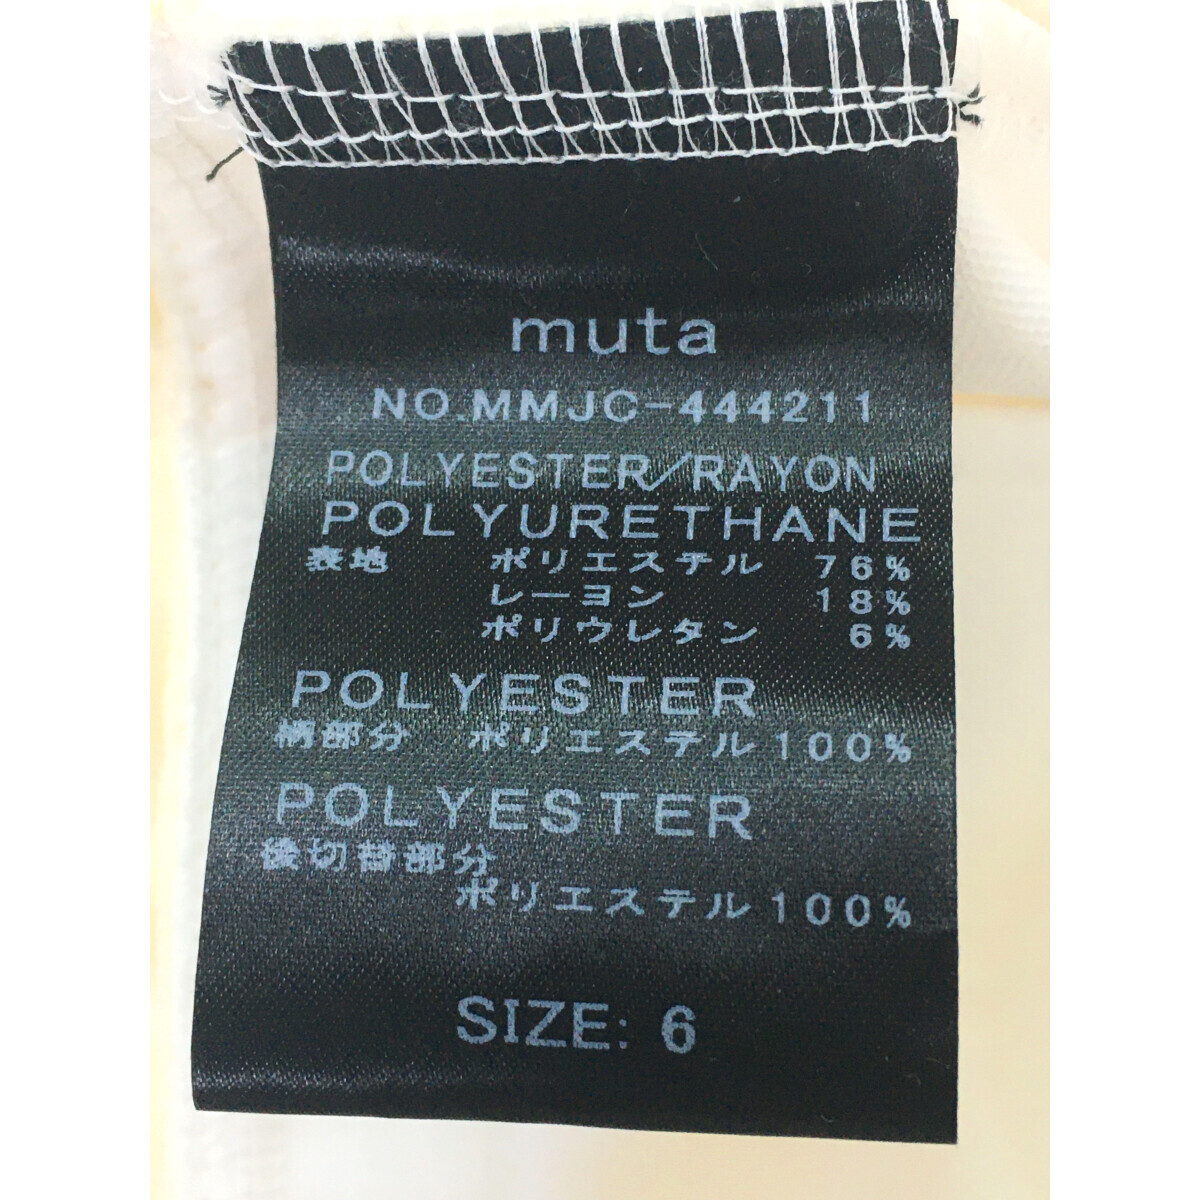 muta
NO.MMJC-444211
POLYESTER/RAYON
POLYURETHANE
表地 ポリエステル 76%
レーヨン 18%
ポリウレタン 6%
POLYESTER
柄部分 ポリエステル100%
POLYESTER
後切替部分
ポリエステル100%
SIZE: 6